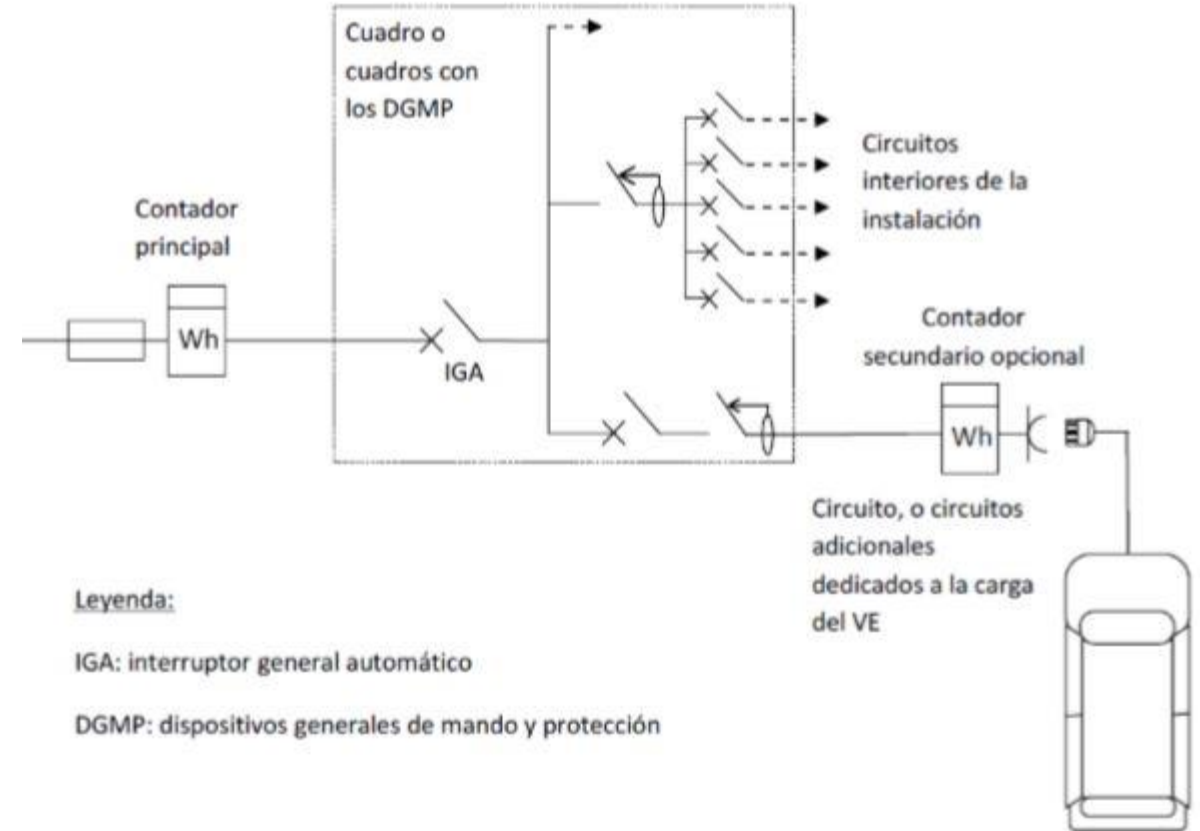 Cuadro o
cuadros con
los DGMP
Circuitos
interiores de la
instalación
Contador
principal
Wh
IGA
Contador
secundario opcional
Wh
Circuito, o circuitos
adicionales
dedicados a la carga
del VE
Leyenda:
IGA: interruptor general automático
DGMP: dispositivos generales de mando y protección